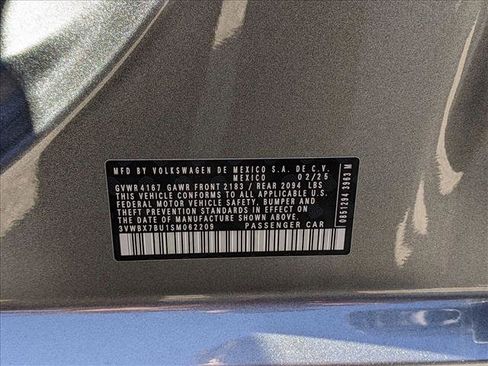 MFD BY VOLKSWAGEN DE MEXICO S.A. DE C.V.
MEXICO 02/25
GVWR 4167 GAWR FRONT 2183 / REAR 2094 LBS
THIS VEHICLE CONFORMS TO ALL APPLICABLE U.S.
FEDERAL MOTOR VEHICLE SAFETY, BUMPER AND
THEFT PREVENTION STANDARDS IN EFFECT ON
THE DATE OF MANUFACTURE SHOWN ABOVE.
3VWBX7BU1SM062209
PASSENGER CAR
0851294 3963 M